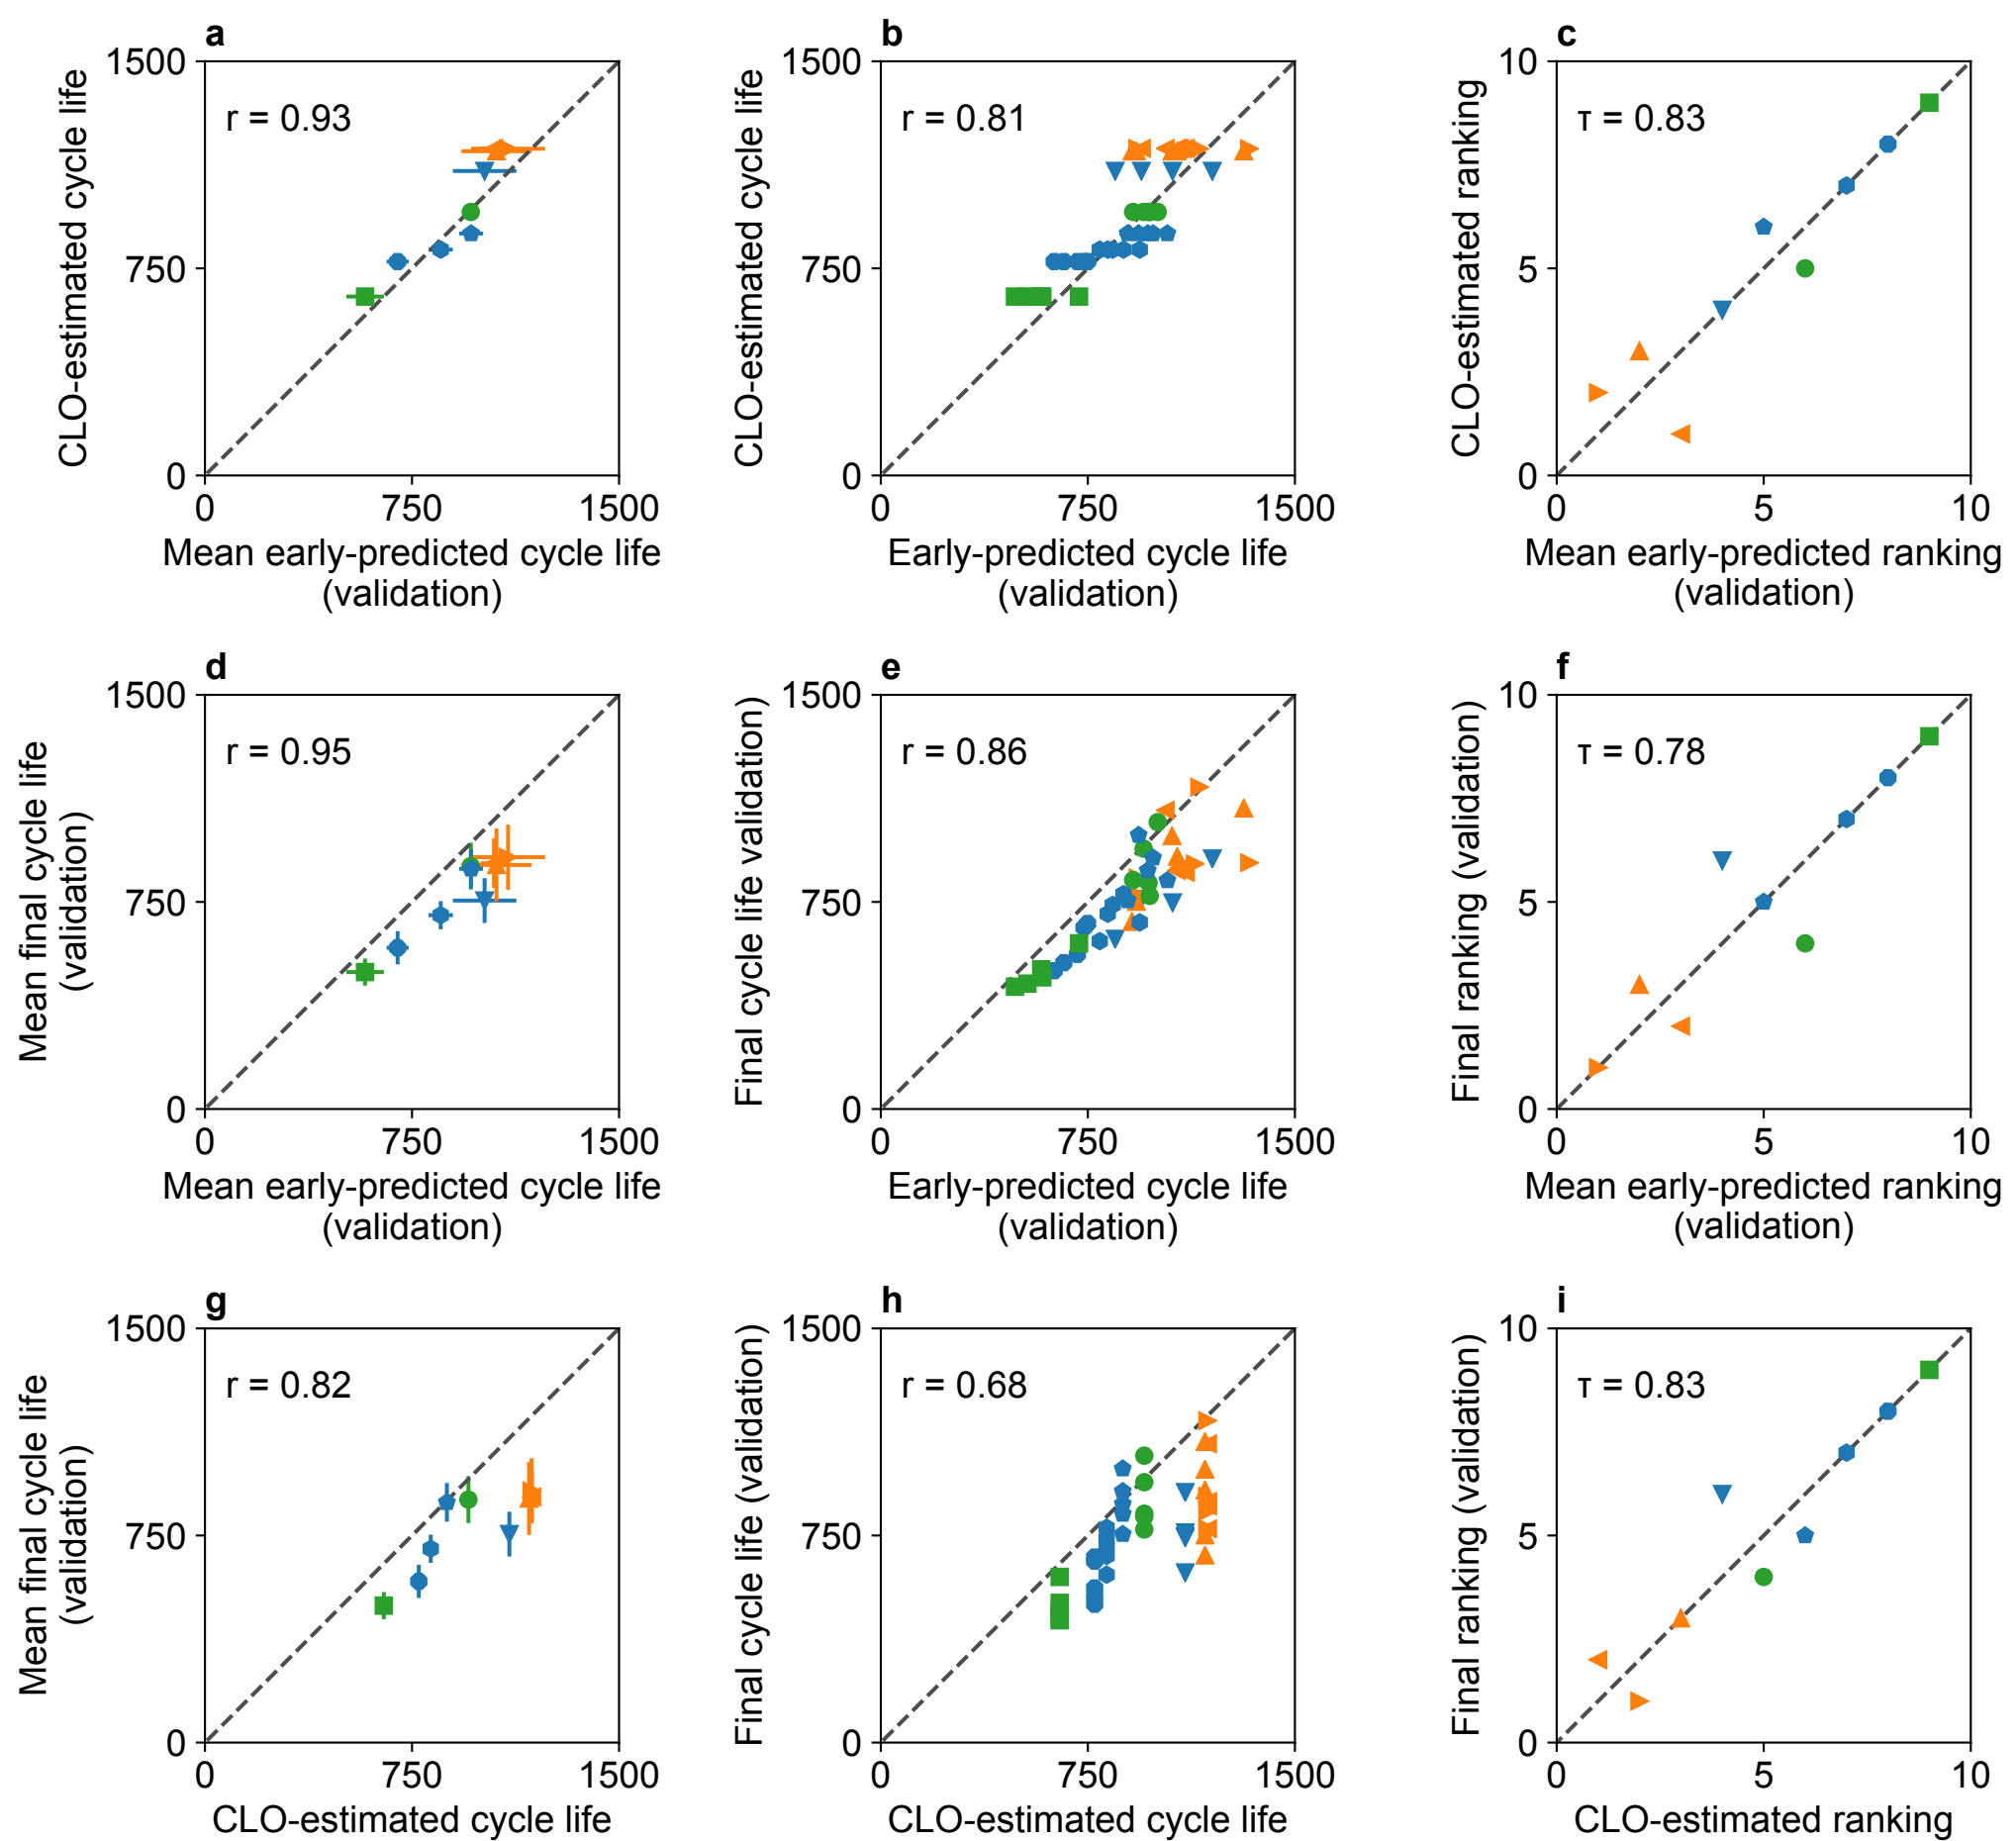 a
1500
750
0
r = 0.93
CLO-estimated cycle life
0 750 1500
Mean early-predicted cycle life
(validation)
b
1500
750
0
r = 0.81
CLO-estimated cycle life
0 750 1500
Early-predicted cycle life
(validation)
c
10
5
0
τ = 0.83
CLO-estimated ranking
0 5 10
Mean early-predicted ranking
(validation)
d
1500
750
0
r = 0.95
Mean final cycle life
(validation)
0 750 1500
Mean early-predicted cycle life
(validation)
e
1500
750
0
r = 0.86
Final cycle life validation)
0 750 1500
Early-predicted cycle life
(validation)
f
10
5
0
τ = 0.78
Final ranking (validation)
0 5 10
Mean early-predicted ranking
(validation)
g
1500
750
0
r = 0.82
Mean final cycle life
(validation)
0 750 1500
CLO-estimated cycle life
h
1500
750
0
r = 0.68
Final cycle life (validation)
0 750 1500
CLO-estimated cycle life
i
10
5
0
τ = 0.83
Final ranking (validation)
0 5 10
CLO-estimated ranking